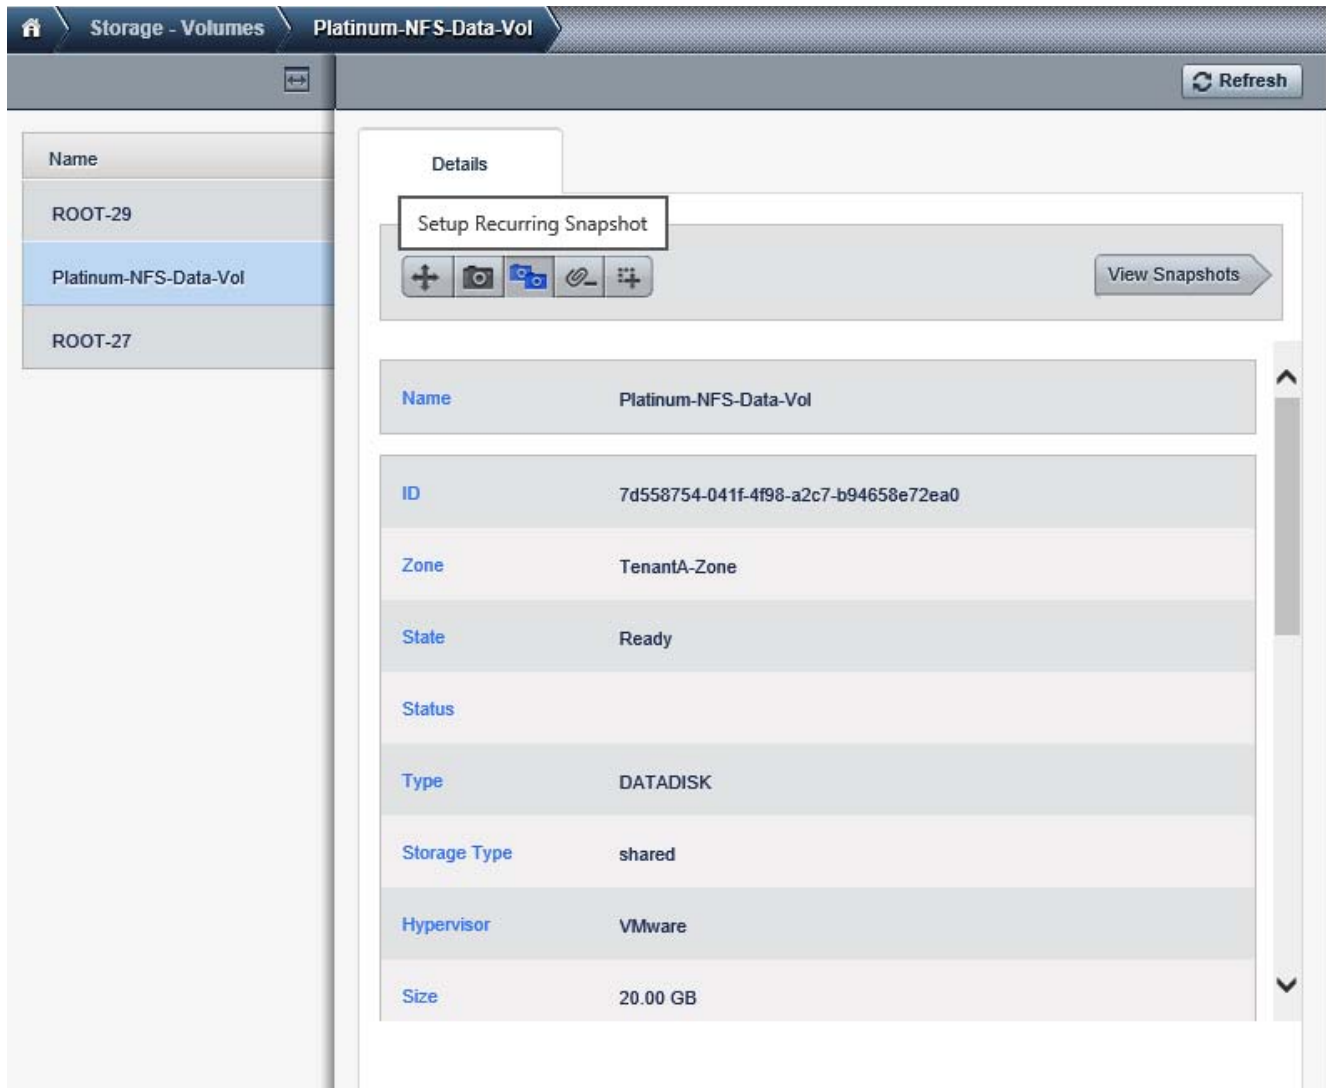 Storage - Volumes Platinum-NFS-Data-Vol
Refresh
Name
ROOT-29
Platinum-NFS-Data-Vol
ROOT-27
Details
Setup Recurring Snapshot
View Snapshots
Name Platinum-NFS-Data-Vol
ID 7d558754-041f-4f98-a2c7-b94658e72ea0
Zone TenantA-Zone
State Ready
Status
Type DATADISK
Storage Type shared
Hypervisor VMware
Size 20.00 GB